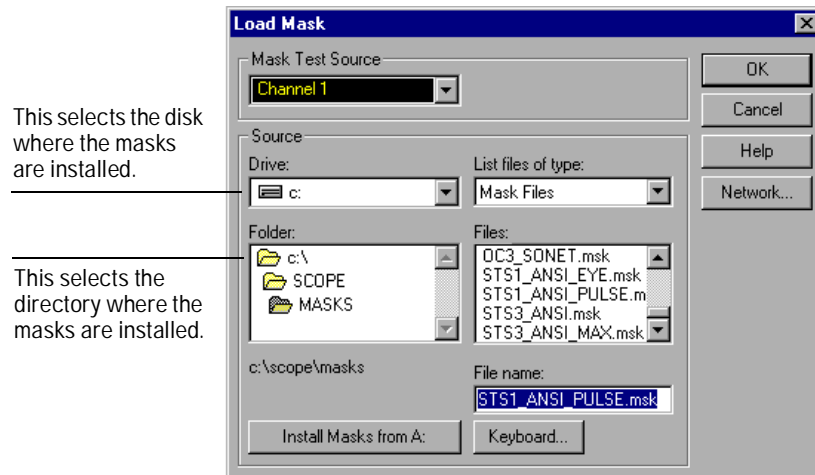 Load Mask
Mask Test Source
Channel 1
OK
Cancel
Help
Network...
This selects the disk
where the masks
are installed.
Source
Drive:
List files of type:
c:
Mask Files
Folder:
Files:
c:\
SCOPE
MASKS
OC3_SONET.msk
STS1_ANSI_EYE.msk
STS1_ANSI_PULSE.m
STS3_ANSI.msk
STS3_ANSI_MAX.msk
This selects the
directory where the
masks are installed.
c:\scope\masks
File name:
STS1_ANSI_PULSE.msk
Install Masks from A:
Keyboard...